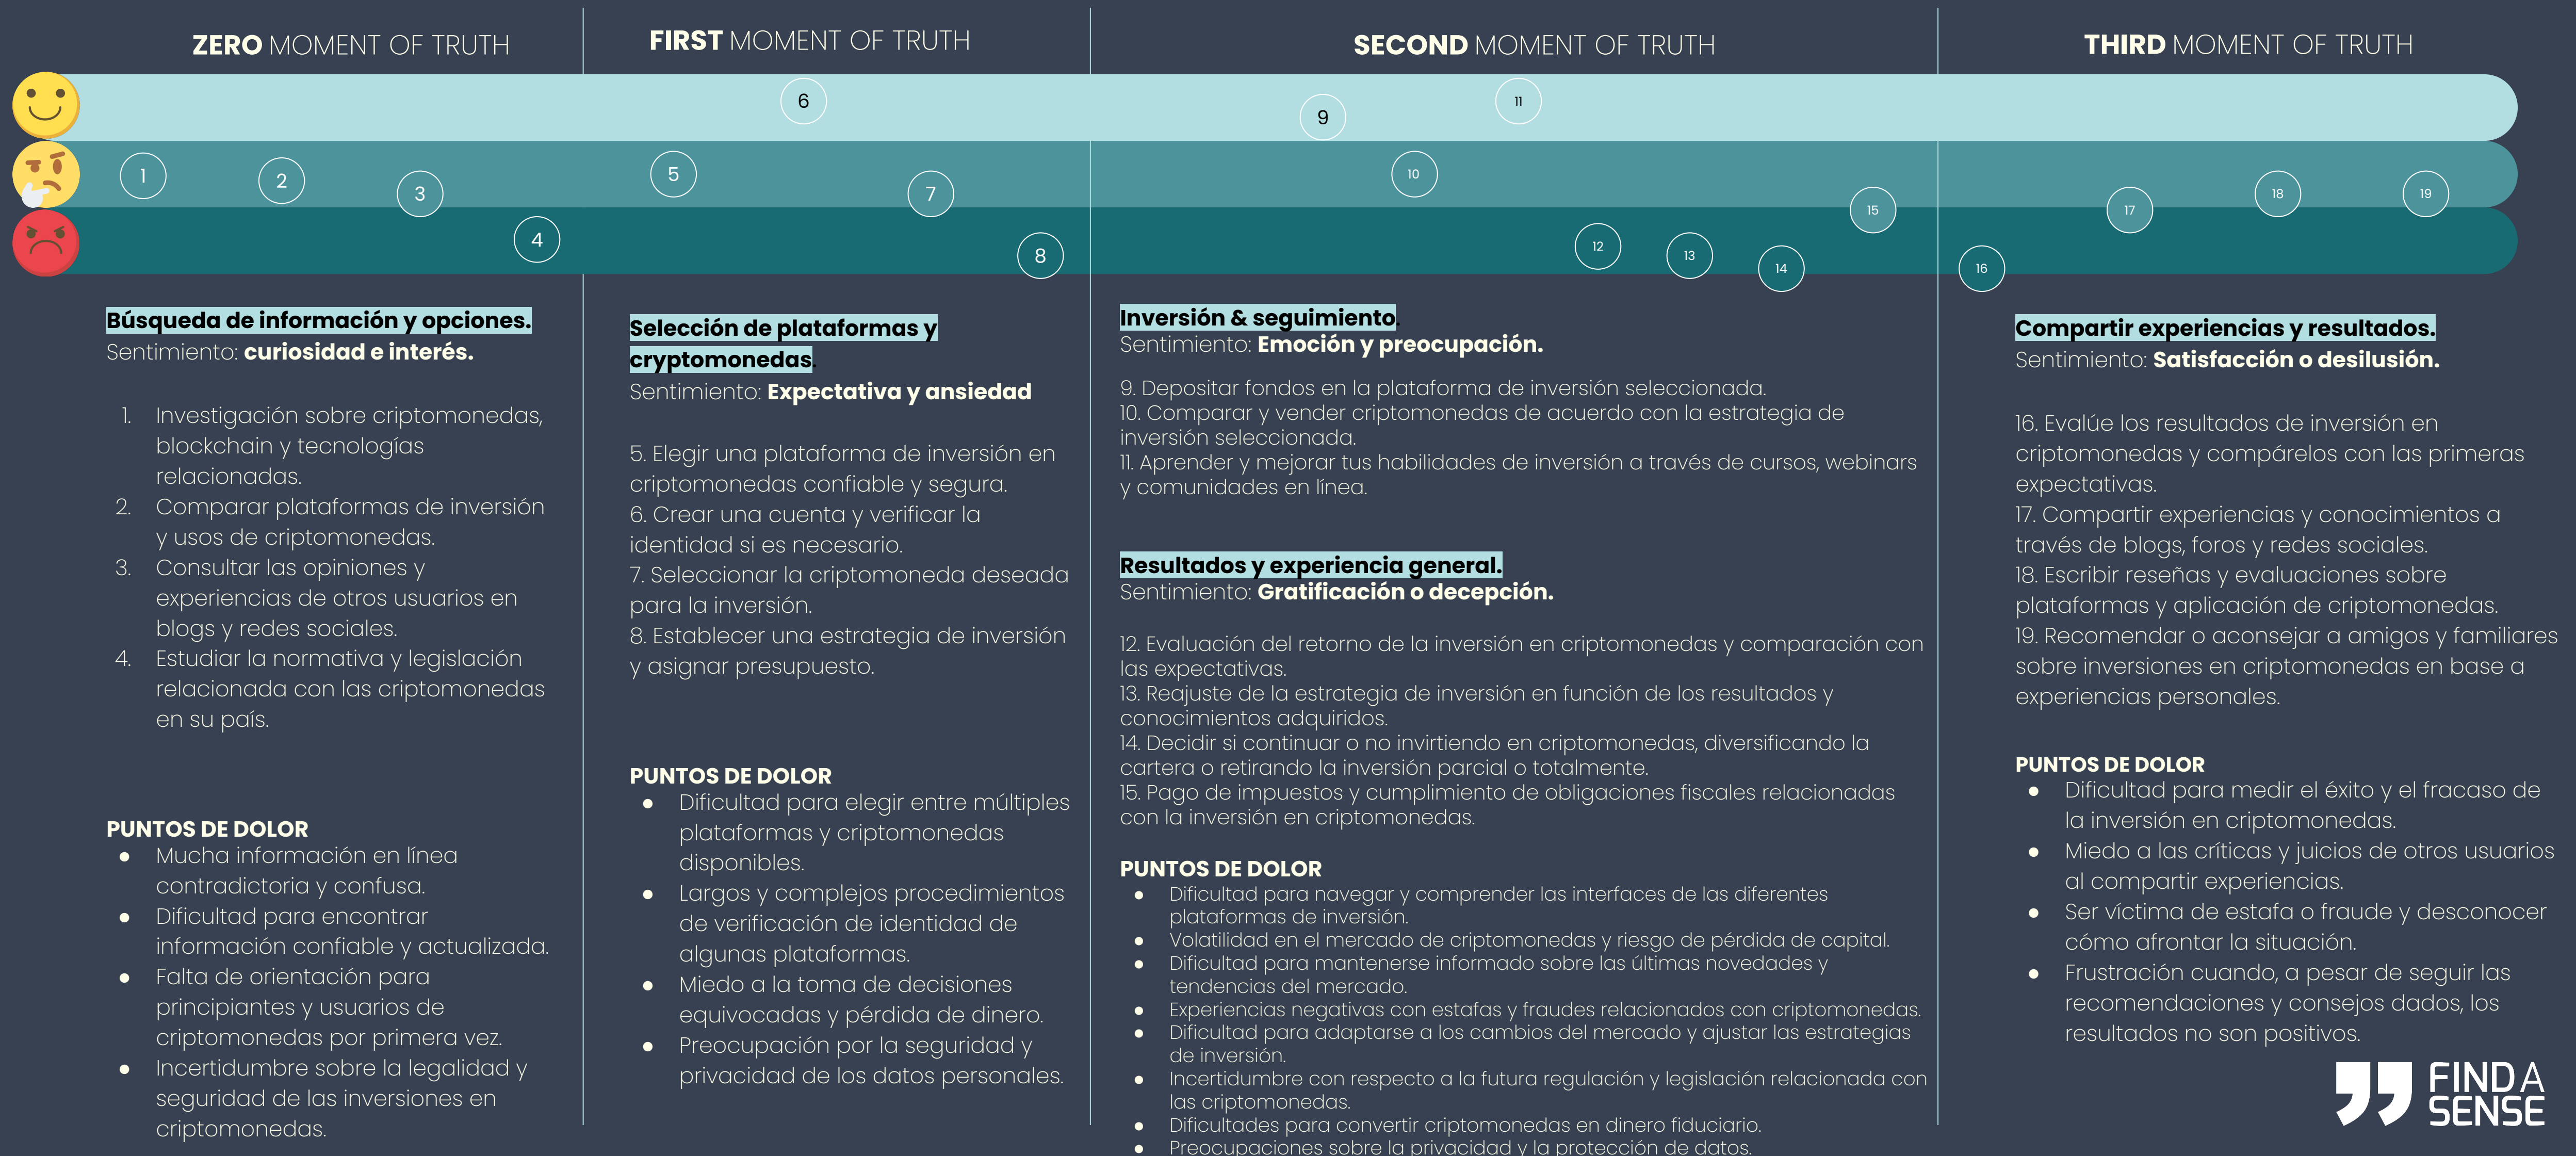 ZERO MOMENT OF TRUTH
FIRST MOMENT OF TRUTH
SECOND MOMENT OF TRUTH
THIRD MOMENT OF TRUTH
1
2
3
4
5
6
7
8
9
10
11
12
13
14
15
16
17
18
19
Búsqueda de información y opciones.
Sentimiento: curiosidad e interés.
1. Investigación sobre criptomonedas,
blockchain y tecnologías
relacionadas.
2. Comparar plataformas de inversión
y usos de criptomonedas.
3. Consultar las opiniones y
experiencias de otros usuarios en
blogs y redes sociales.
4. Estudiar la normativa y legislación
relacionada con las criptomonedas
en su país.
PUNTOS DE DOLOR
● Mucha información en línea
contradictoria y confusa.
● Dificultad para encontrar
información confiable y actualizada.
● Falta de orientación para
principiantes y usuarios de
criptomonedas por primera vez.
● Incertidumbre sobre la legalidad y
seguridad de las inversiones en
criptomonedas.
Selección de plataformas y
cryptomonedas.
Sentimiento: Expectativa y ansiedad
5. Elegir una plataforma de inversión en
criptomonedas confiable y segura.
6. Crear una cuenta y verificar la
identidad si es necesario.
7. Seleccionar la criptomoneda deseada
para la inversión.
8. Establecer una estrategia de inversión
y asignar presupuesto.
PUNTOS DE DOLOR
● Dificultad para elegir entre múltiples
plataformas y criptomonedas
disponibles.
● Largos y complejos procedimientos
de verificación de identidad de
algunas plataformas.
● Miedo a la toma de decisiones
equivocadas y pérdida de dinero.
● Preocupación por la seguridad y
privacidad de los datos personales.
Inversión & seguimiento.
Sentimiento: Emoción y preocupación.
9. Depositar fondos en la plataforma de inversión seleccionada.
10. Comparar y vender criptomonedas de acuerdo con la estrategia de
inversión seleccionada.
11. Aprender y mejorar tus habilidades de inversión a través de cursos, webinars
y comunidades en línea.
Resultados y experiencia general.
Sentimiento: Gratificación o decepción.
12. Evaluación del retorno de la inversión en criptomonedas y comparación con
las expectativas.
13. Reajuste de la estrategia de inversión en función de los resultados y
conocimientos adquiridos.
14. Decidir si continuar o no invirtiendo en criptomonedas, diversificando la
cartera o retirando la inversión parcial o totalmente.
15. Pago de impuestos y cumplimiento de obligaciones fiscales relacionadas
con la inversión en criptomonedas.
PUNTOS DE DOLOR
● Dificultad para navegar y comprender las interfaces de las diferentes
plataformas de inversión.
● Volatilidad en el mercado de criptomonedas y riesgo de pérdida de capital.
● Dificultad para mantenerse informado sobre las últimas novedades y
tendencias del mercado.
● Experiencias negativas con estafas y fraudes relacionados con criptomonedas.
● Dificultad para adaptarse a los cambios del mercado y ajustar las estrategias
de inversión.
● Incertidumbre con respecto a la futura regulación y legislación relacionada con
las criptomonedas.
● Dificultades para convertir criptomonedas en dinero fiduciario.
● Preocupaciones sobre la privacidad y la protección de datos.
Compartir experiencias y resultados.
Sentimiento: Satisfacción o desilusión.
16. Evalúe los resultados de inversión en
criptomonedas y compárelos con las primeras
expectativas.
17. Compartir experiencias y conocimientos a
través de blogs, foros y redes sociales.
18. Escribir reseñas y evaluaciones sobre
plataformas y aplicación de criptomonedas.
19. Recomendar o aconsejar a amigos y familiares
sobre inversiones en criptomonedas en base a
experiencias personales.
PUNTOS DE DOLOR
● Dificultad para medir el éxito y el fracaso de
la inversión en criptomonedas.
● Miedo a las críticas y juicios de otros usuarios
al compartir experiencias.
● Ser víctima de estafa o fraude y desconocer
cómo afrontar la situación.
● Frustración cuando, a pesar de seguir las
recomendaciones y consejos dados, los
resultados no son positivos.
FIND A
SENSE